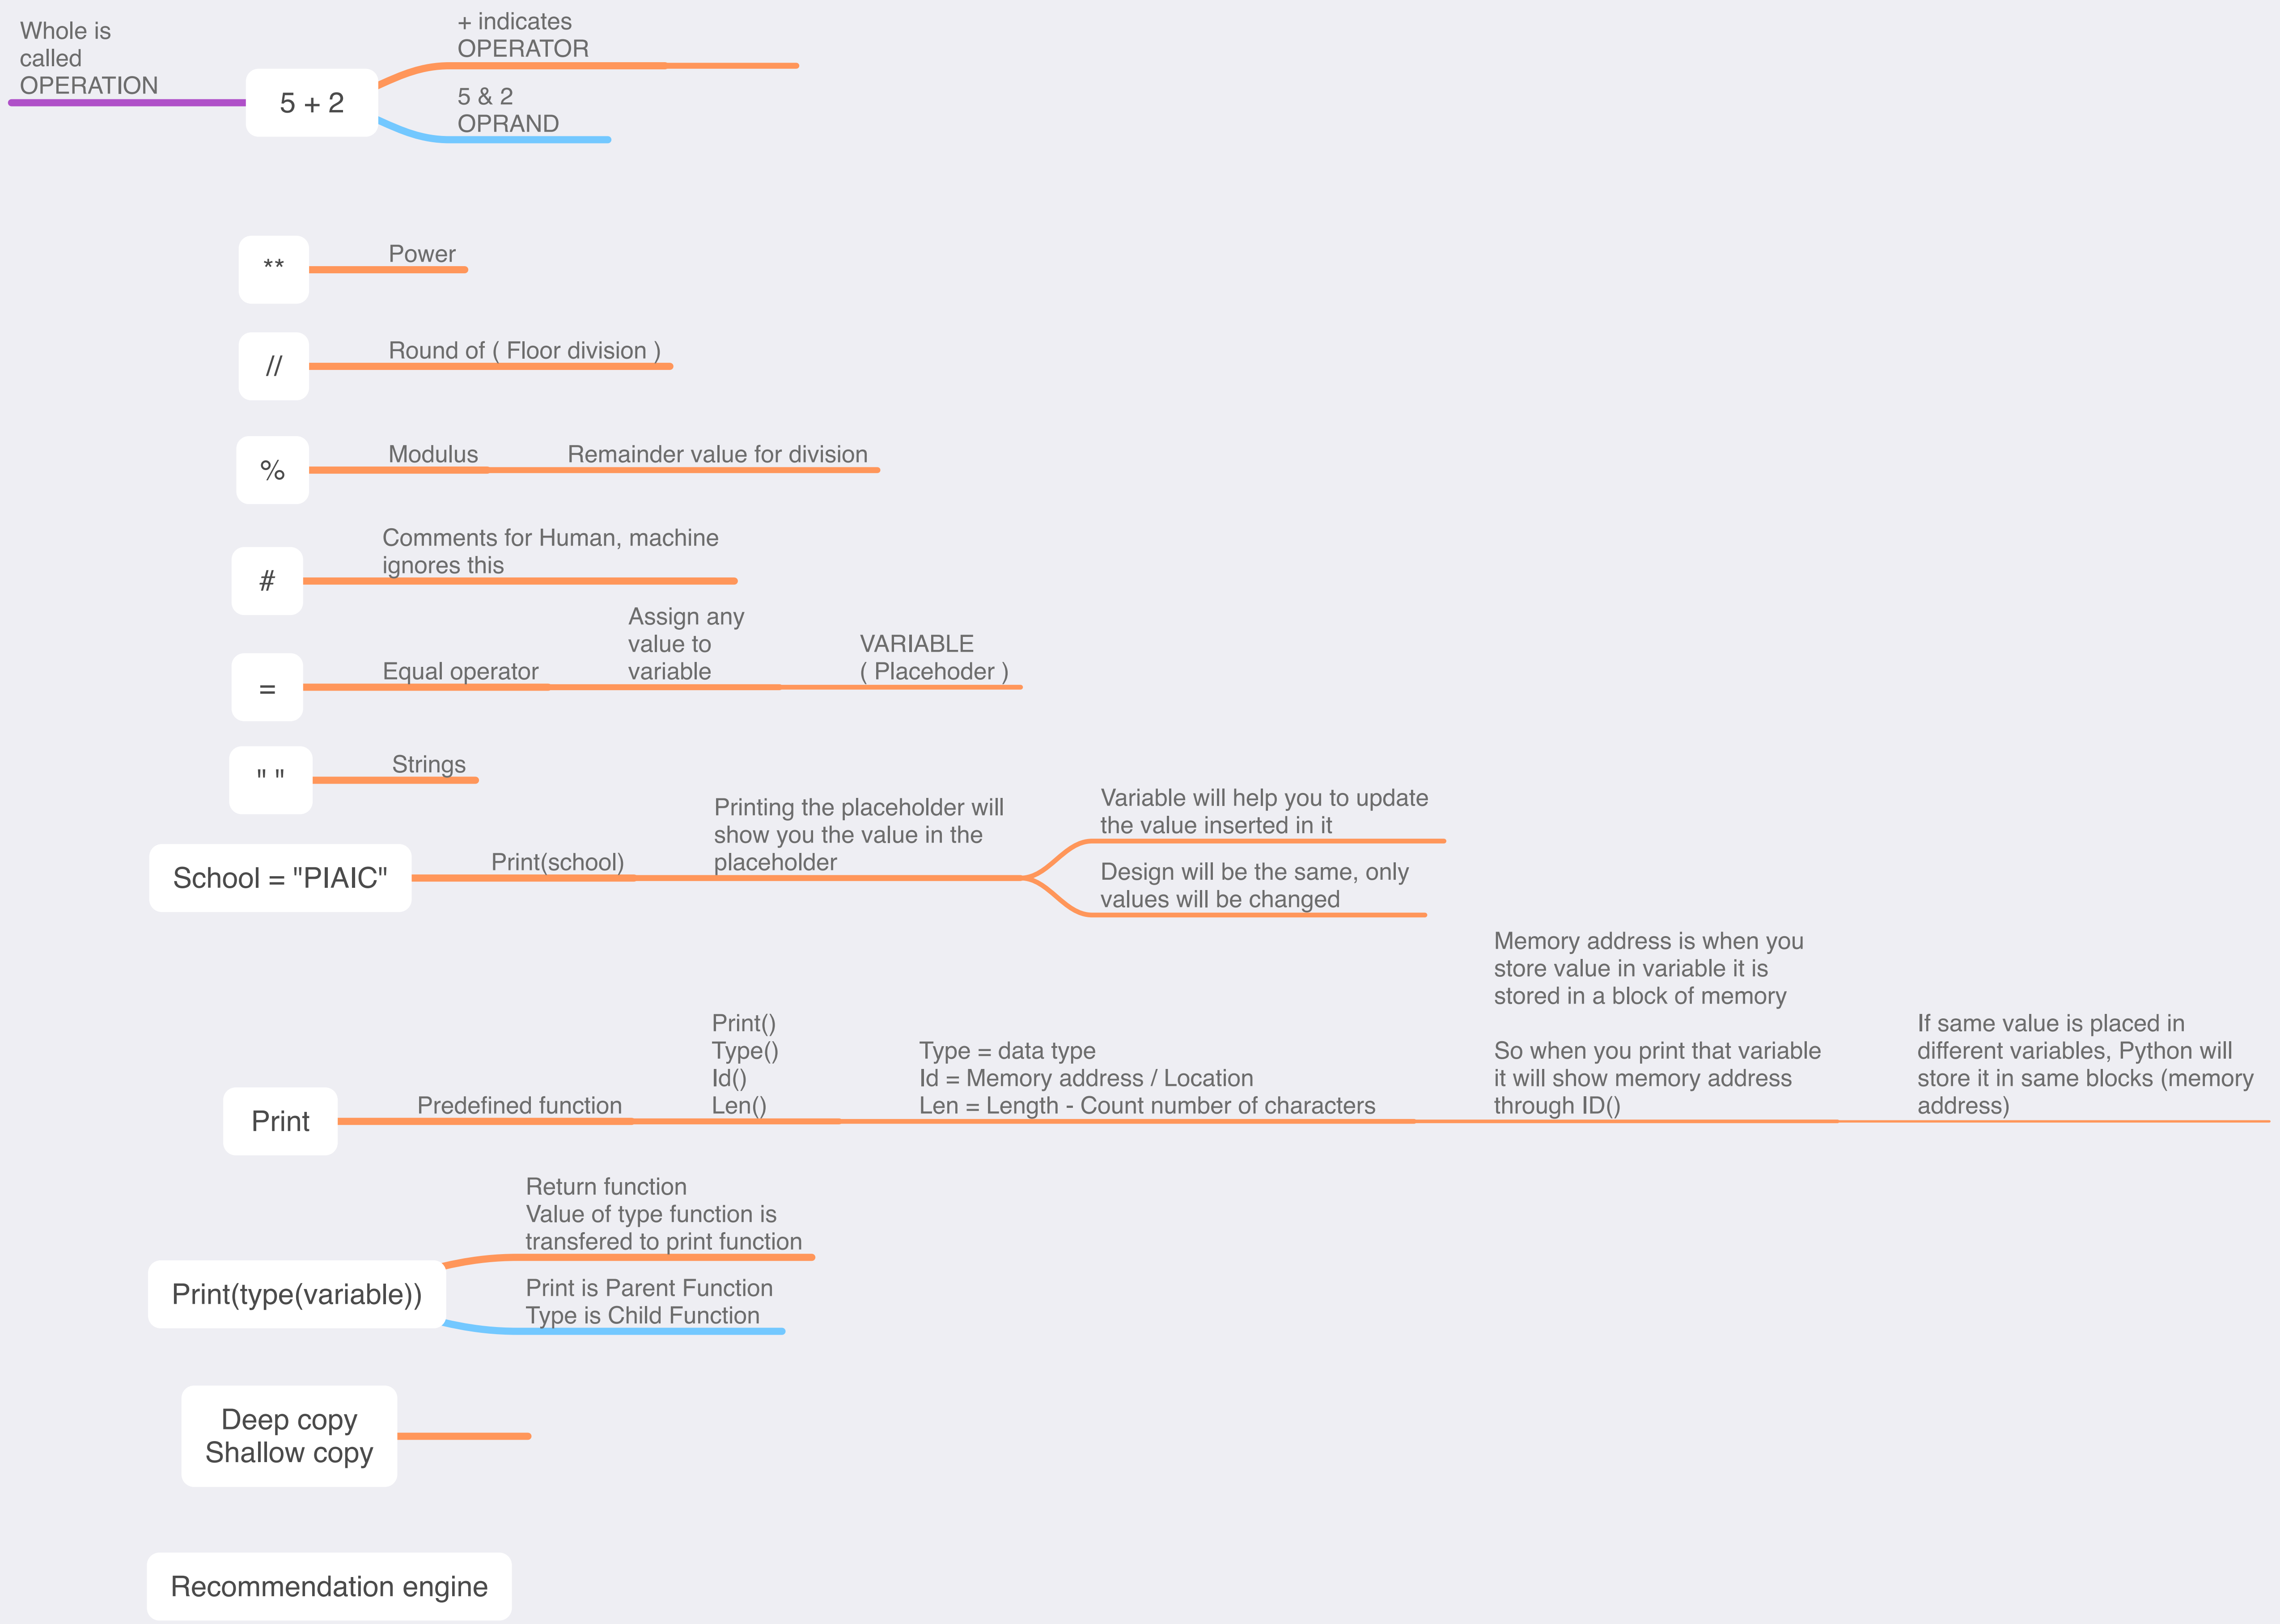 Whole is
called
OPERATION
5 + 2
+ indicates
OPERATOR
5 & 2
OPRAND
**
Power
//
Round of ( Floor division )
%
Modulus
Remainder value for division
#
Comments for Human, machine
ignores this
=
Equal operator
Assign any
value to
variable
VARIABLE
( Placehoder )
" "
Strings
School = "PIAIC"
Print(school)
Printing the placeholder will
show you the value in the
placeholder
Variable will help you to update
the value inserted in it
Design will be the same, only
values will be changed
Print
Predefined function
Print()
Type()
Id()
Len()
Type = data type
Id = Memory address / Location
Len = Length - Count number of characters
Memory address is when you
store value in variable it is
stored in a block of memory
So when you print that variable
it will show memory address
through ID()
If same value is placed in
different variables, Python will
store it in same blocks (memory
address)
Print(type(variable))
Return function
Value of type function is
transfered to print function
Print is Parent Function
Type is Child Function
Deep copy
Shallow copy
Recommendation engine